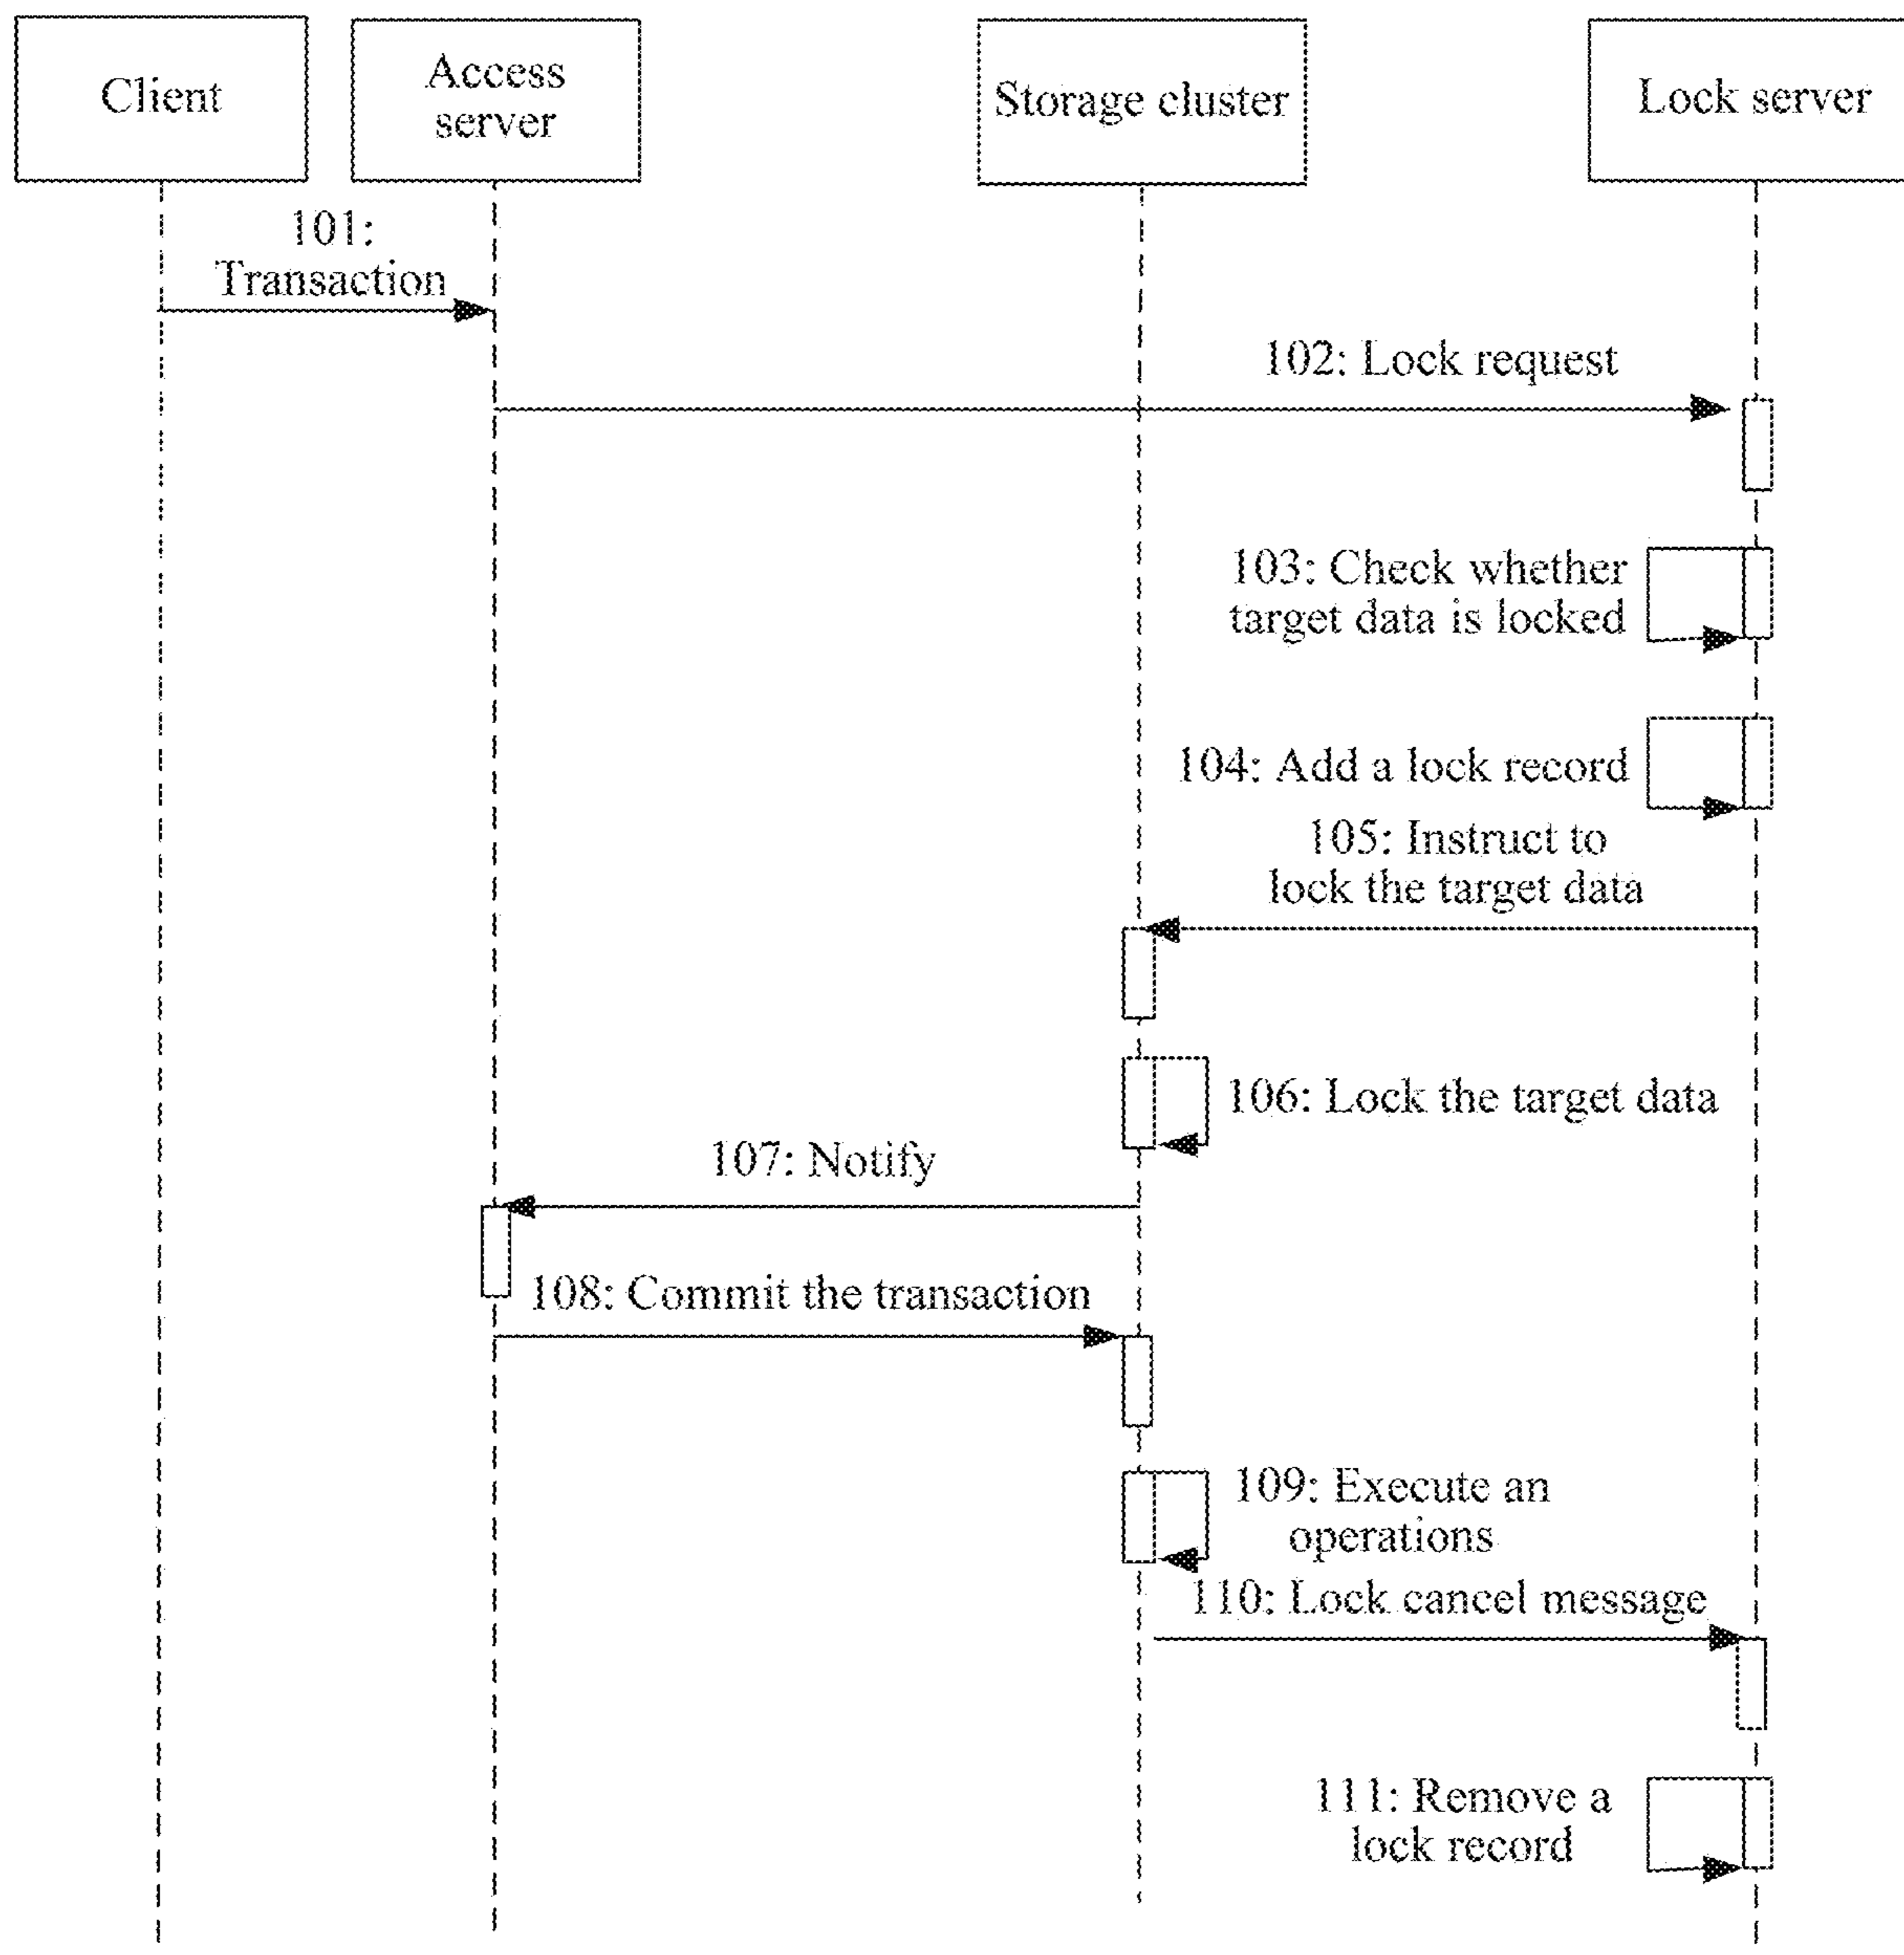 Client
Access
server
Storage cluster
Lock server
101:
Transaction
102: Lock request
103: Check whether
target data is locked
104: Add a lock record
105: Instruct to
lock the target data
106: Lock the target data
107: Notify
108: Commit the transaction
109: Execute an
operations
110: Lock cancel message
111: Remove a
lock record